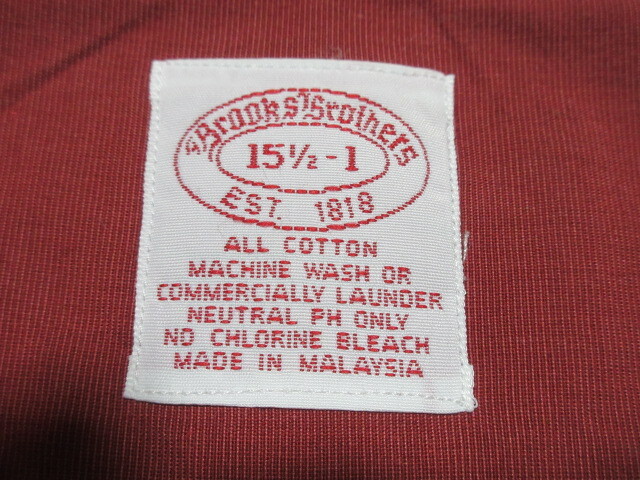 Brooks Brothers
15½-1
EST. 1818
ALL COTTON
MACHINE WASH OR
COMMERCIALLY LAUNDER
NEUTRAL PH ONLY
NO CHLORINE BLEACH
MADE IN MALAYSIA